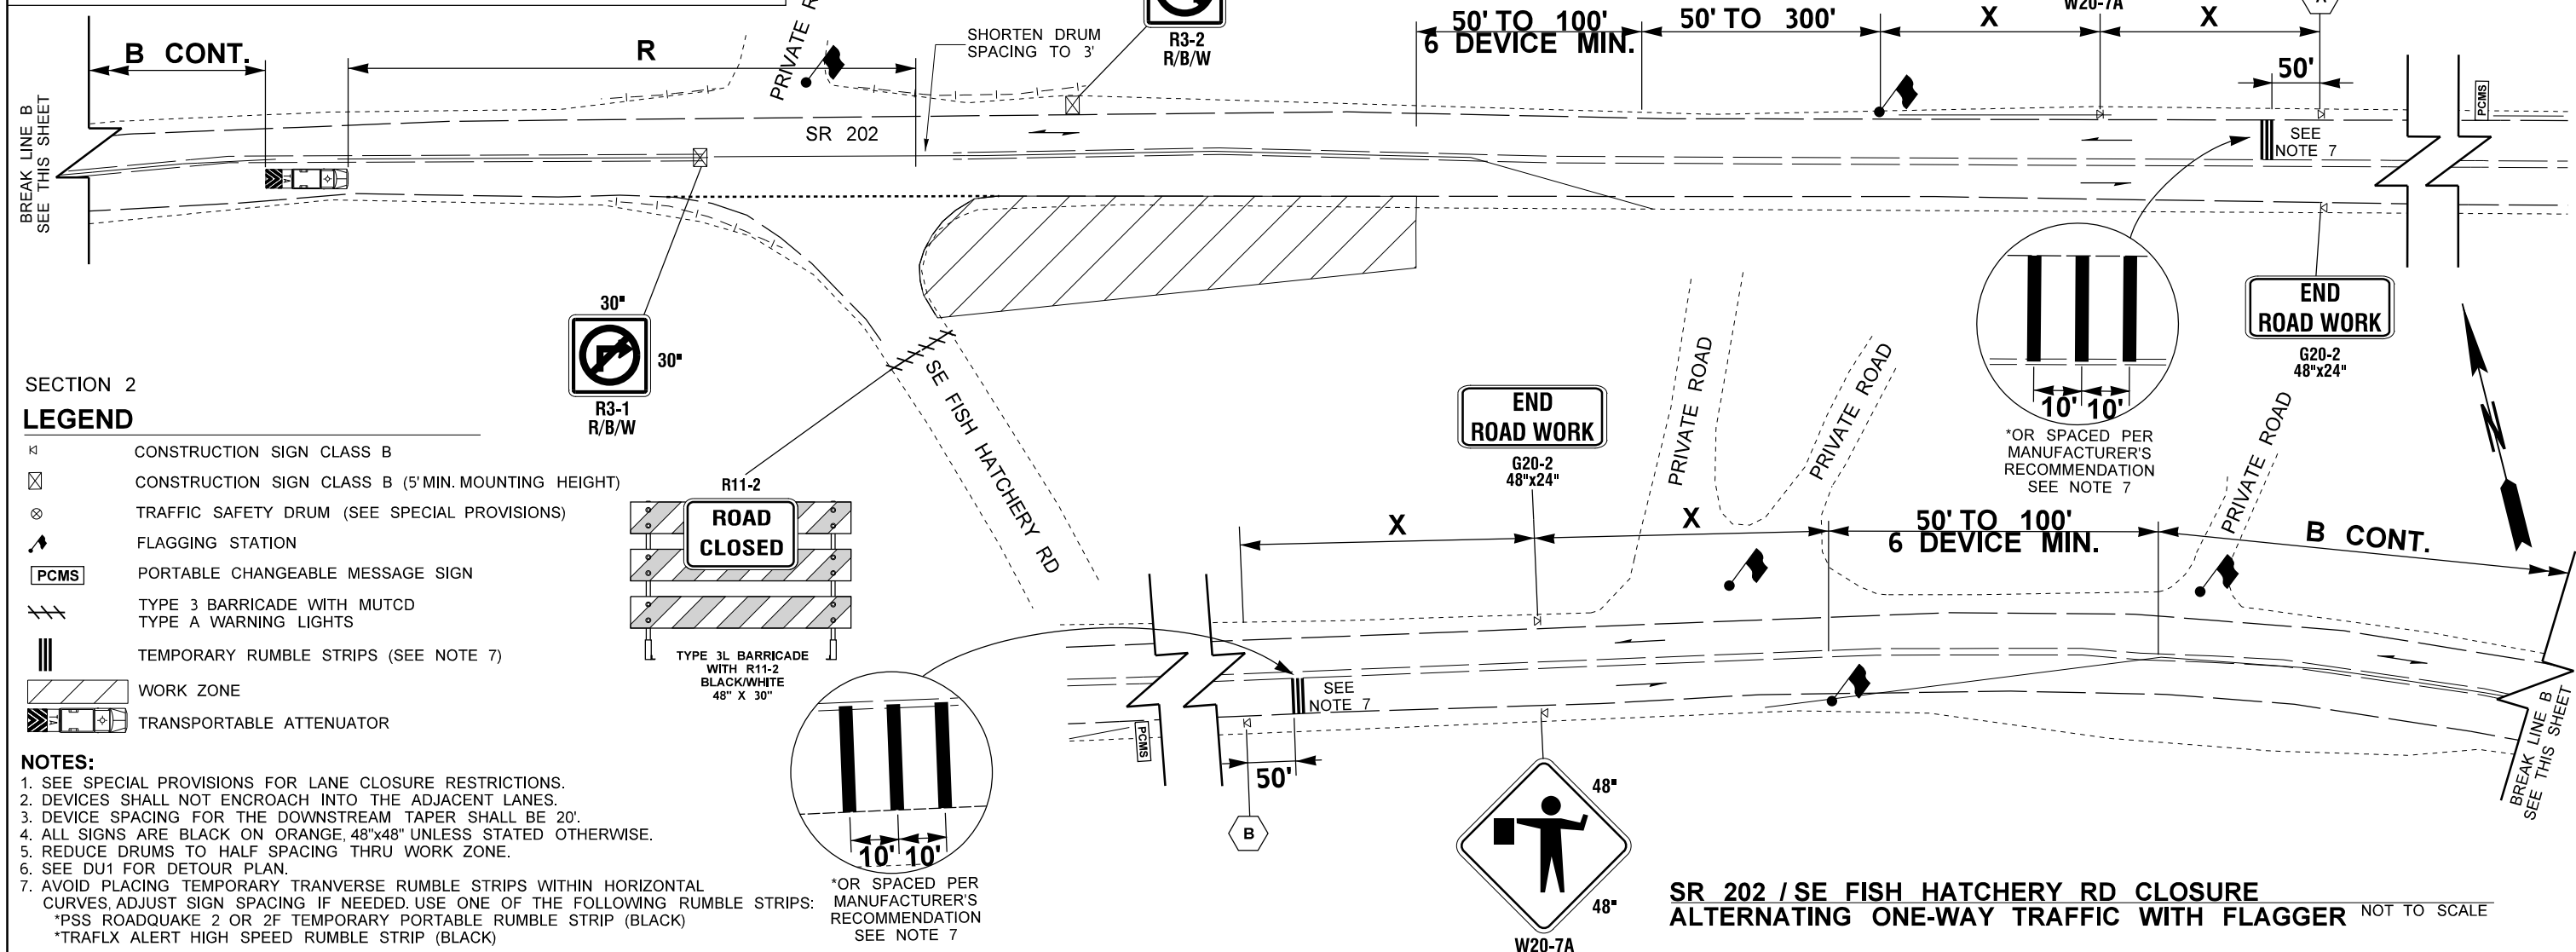 W20-7A
A
PRIVATE R
R3-2
R/B/W
SHORTEN DRUM
SPACING TO 3'
50' TO 100'
6 DEVICE MIN.
50' TO 300'
X
X
B CONT.
R
50'
PCMS
BREAK LINE B
SEE THIS SHEET
SR 202
SEE
NOTE 7
TA
30"
30"
R3-1
R/B/W
END
ROAD WORK
G20-2
48"x24"
10' 10'
*OR SPACED PER
MANUFACTURER'S
RECOMMENDATION
SEE NOTE 7
N
SE FISH HATCHERY RD
PRIVATE ROAD
PRIVATE ROAD
PRIVATE ROAD
END
ROAD WORK
G20-2
48"x24"
SECTION 2
LEGEND
CONSTRUCTION SIGN CLASS B
CONSTRUCTION SIGN CLASS B (5' MIN. MOUNTING HEIGHT)
TRAFFIC SAFETY DRUM (SEE SPECIAL PROVISIONS)
FLAGGING STATION
PCMS PORTABLE CHANGEABLE MESSAGE SIGN
TYPE 3 BARRICADE WITH MUTCD
TYPE A WARNING LIGHTS
TEMPORARY RUMBLE STRIPS (SEE NOTE 7)
WORK ZONE
TA TRANSPORTABLE ATTENUATOR
R11-2
ROAD
CLOSED
TYPE 3L BARRICADE
WITH R11-2
BLACK/WHITE
48" X 30"
X
X
50' TO 100'
6 DEVICE MIN.
B CONT.
SEE
NOTE 7
PCMS
50'
B
BREAK LINE B
SEE THIS SHEET
10' 10'
*OR SPACED PER
MANUFACTURER'S
RECOMMENDATION
SEE NOTE 7
48"
48"
W20-7A
NOTES:
1. SEE SPECIAL PROVISIONS FOR LANE CLOSURE RESTRICTIONS.
2. DEVICES SHALL NOT ENCROACH INTO THE ADJACENT LANES.
3. DEVICE SPACING FOR THE DOWNSTREAM TAPER SHALL BE 20'.
4. ALL SIGNS ARE BLACK ON ORANGE, 48"x48" UNLESS STATED OTHERWISE.
5. REDUCE DRUMS TO HALF SPACING THRU WORK ZONE.
6. SEE DU1 FOR DETOUR PLAN.
7. AVOID PLACING TEMPORARY TRANVERSE RUMBLE STRIPS WITHIN HORIZONTAL
CURVES, ADJUST SIGN SPACING IF NEEDED. USE ONE OF THE FOLLOWING RUMBLE STRIPS:
*PSS ROADQUAKE 2 OR 2F TEMPORARY PORTABLE RUMBLE STRIP (BLACK)
*TRAFLX ALERT HIGH SPEED RUMBLE STRIP (BLACK)
SR 202 / SE FISH HATCHERY RD CLOSURE
ALTERNATING ONE-WAY TRAFFIC WITH FLAGGER NOT TO SCALE